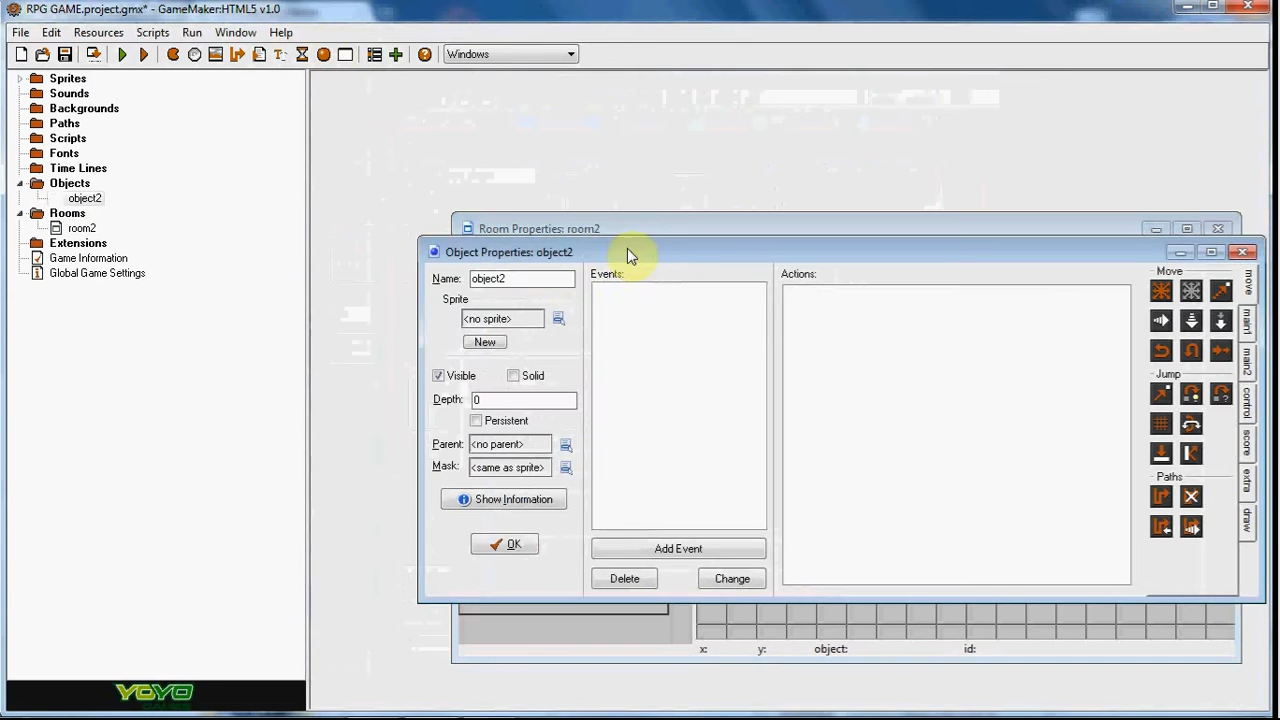 RPG GAME.project.gmx* - GameMaker:HTML5 v1.0
File Edit Resources Scripts Run Window Help
Windows
Sprites
Sounds
Backgrounds
Paths
Scripts
Fonts
Time Lines
Objects
object2
Rooms
room2
Extensions
Game Information
Global Game Settings
YOYO
GAMES
Room Properties: room2
Object Properties: object2
Name: object2
Sprite
<no sprite>
New
Visible Solid
Depth: 0
Persistent
Parent: <no parent>
Mask: <same as sprite>
Show Information
OK
Events:
Add Event
Delete Change
Actions:
Move
Jump
Paths
move
main1
main2
control
score
extra
draw
x: y: object: id: